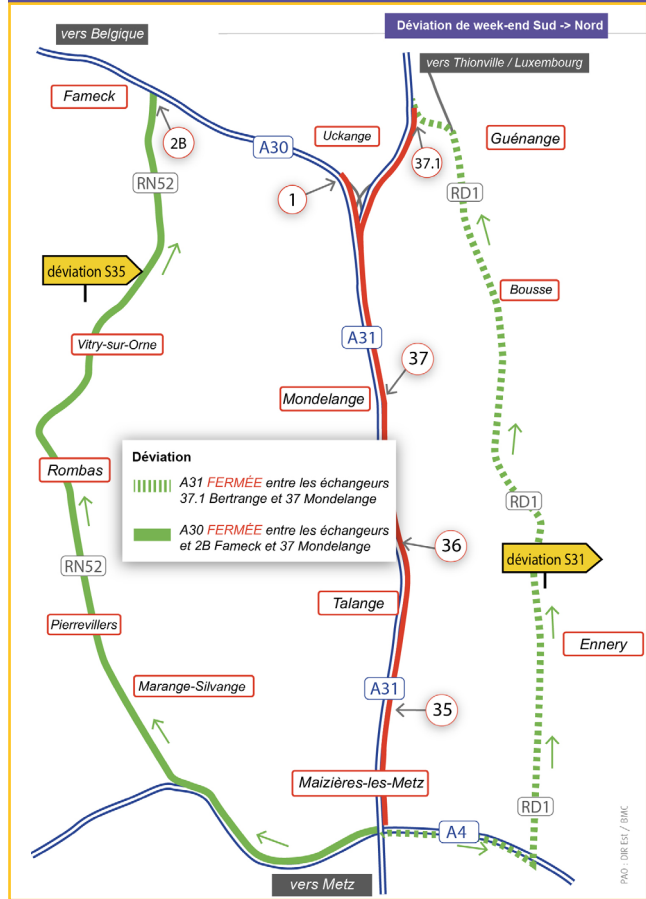 Déviation de week-end Sud -> Nord
vers Belgique
vers Thionville / Luxembourg
Fameck
Uckange
Guénange
2B
A30
37.1
RN52
1
RD1
déviation S35
Bousse
Vitry-sur-Orne
A31
37
Mondelange
Déviation
A31 FERMÉE entre les échangeurs
37.1 Bertrange et 37 Mondelange
A30 FERMÉE entre les échangeurs
et 2B Fameck et 37 Mondelange
Rombas
RD1
36
RN52
déviation S31
Talange
Pierrevillers
Ennery
Marange-Silvange
A31
35
Maizières-les-Metz
RD1
A4
vers Metz
PAO : DIR Est / BMC